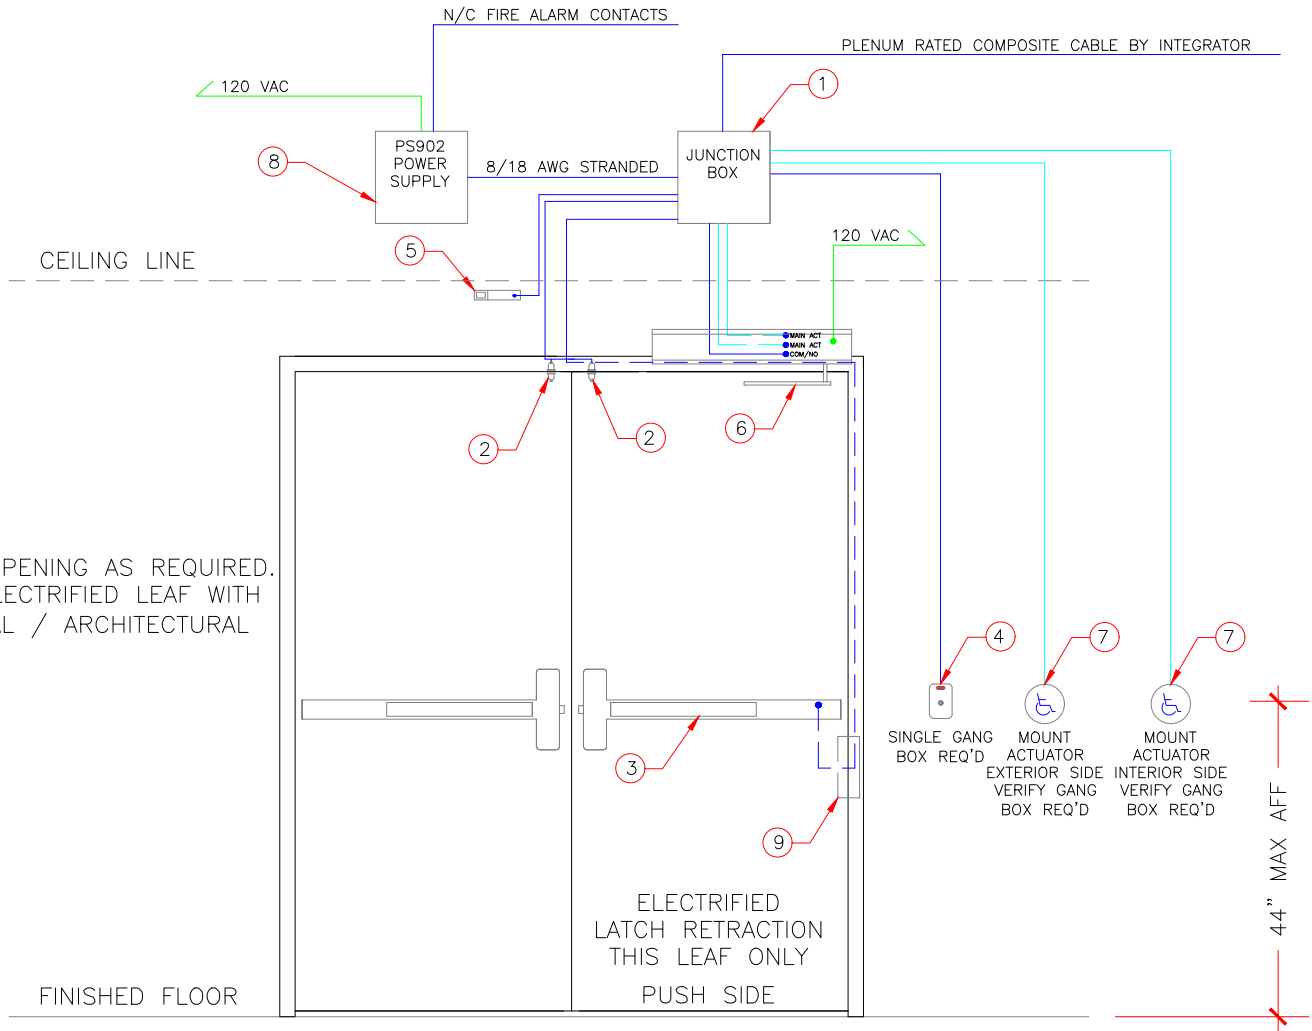 N/C FIRE ALARM CONTACTS
PLENUM RATED COMPOSITE CABLE BY INTEGRATOR
120 VAC
1
PS902
POWER
SUPPLY
8
8/18 AWG STRANDED
JUNCTION
BOX
120 VAC
5
CEILING LINE
MAIN ACT
MAIN ACT
COM/NO
2
2
6
PENING AS REQUIRED.
LECTRIFIED LEAF WITH
AL / ARCHITECTURAL
4
7
7
3
SINGLE GANG
BOX REQ'D
MOUNT
ACTUATOR
EXTERIOR SIDE
VERIFY GANG
BOX REQ'D
MOUNT
ACTUATOR
INTERIOR SIDE
VERIFY GANG
BOX REQ'D
9
44" MAX AFF
ELECTRIFIED
LATCH RETRACTION
THIS LEAF ONLY
PUSH SIDE
FINISHED FLOOR